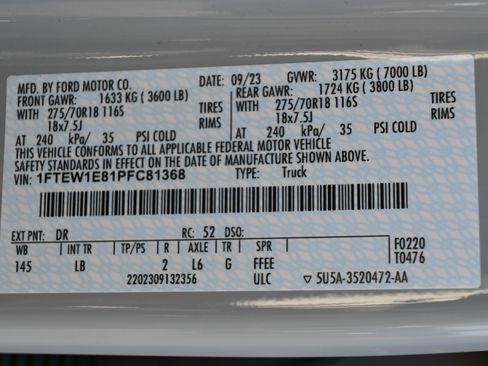 MFD. BY FORD MOTOR CO. DATE: 09/23 GVWR: 3175 KG ( 7000 LB)
FRONT GAWR: 1633 KG ( 3600 LB) REAR GAWR: 1724 KG ( 3800 LB)
WITH 275/70R18 116S TIRES WITH 275/70R18 116S TIRES
18x7.5J RIMS 18x7.5J RIMS
AT 240 kPa/ 35 PSI COLD AT 240 kPa/ 35 PSI COLD
THIS VEHICLE CONFORMS TO ALL APPLICABLE FEDERAL MOTOR VEHICLE
SAFETY STANDARDS IN EFFECT ON THE DATE OF MANUFACTURE SHOWN ABOVE.
VIN: 1FTEW1E81PFC81368 TYPE: Truck
EXT PNT: DR RC: 52 DSO:
WB INT TR TP/PS R AXLE TR SPR F0220
145 LB 2 L6 G FFEE T0476
2202309132356 ULC 5U5A-3520472-AA